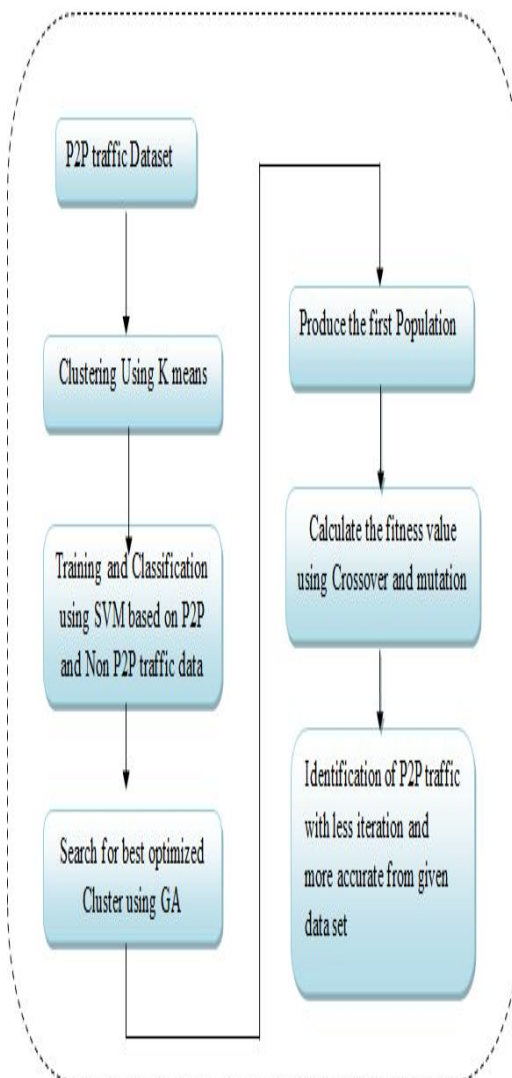 P2P traffic Dataset
Clustering Using K means
Training and Classification
using SVM based on P2P
and Non P2P traffic data
Search for best optimized
Cluster using GA
Produce the first Population
Calculate the fitness value
using Crossover and mutation
Identification of P2P traffic
with less iteration and
more accurate from given
data set